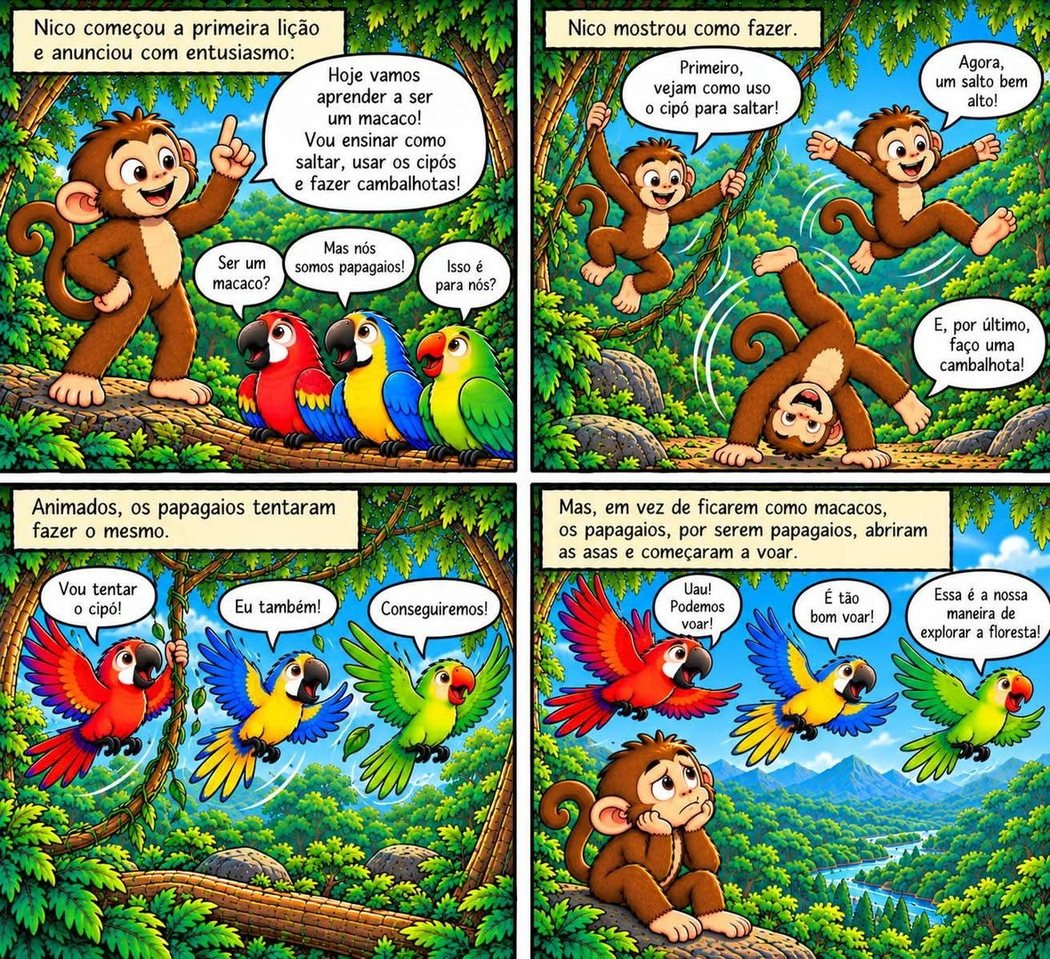 Nico começou a primeira lição
e anunciou com entusiasmo:
Hoje vamos
aprender a ser
um macaco!
Vou ensinar como
saltar, usar os cipós
e fazer cambalhotas!
Ser um
macaco?
Mas nós
somos papagaios!
Isso é
para nós?
Nico mostrou como fazer.
Primeiro,
vejam como uso
o cipó para saltar!
Agora,
um salto bem
alto!
E, por último,
faço uma
cambalhota!
Animados, os papagaios tentaram
fazer o mesmo.
Vou tentar
o cipó!
Eu também!
Conseguiremos!
Mas, em vez de ficarem como macacos,
os papagaios, por serem papagaios, abriram
as asas e começaram a voar.
Uau!
Podemos
voar!
É tão
bom voar!
Essa é a nossa
maneira de
explorar a floresta!